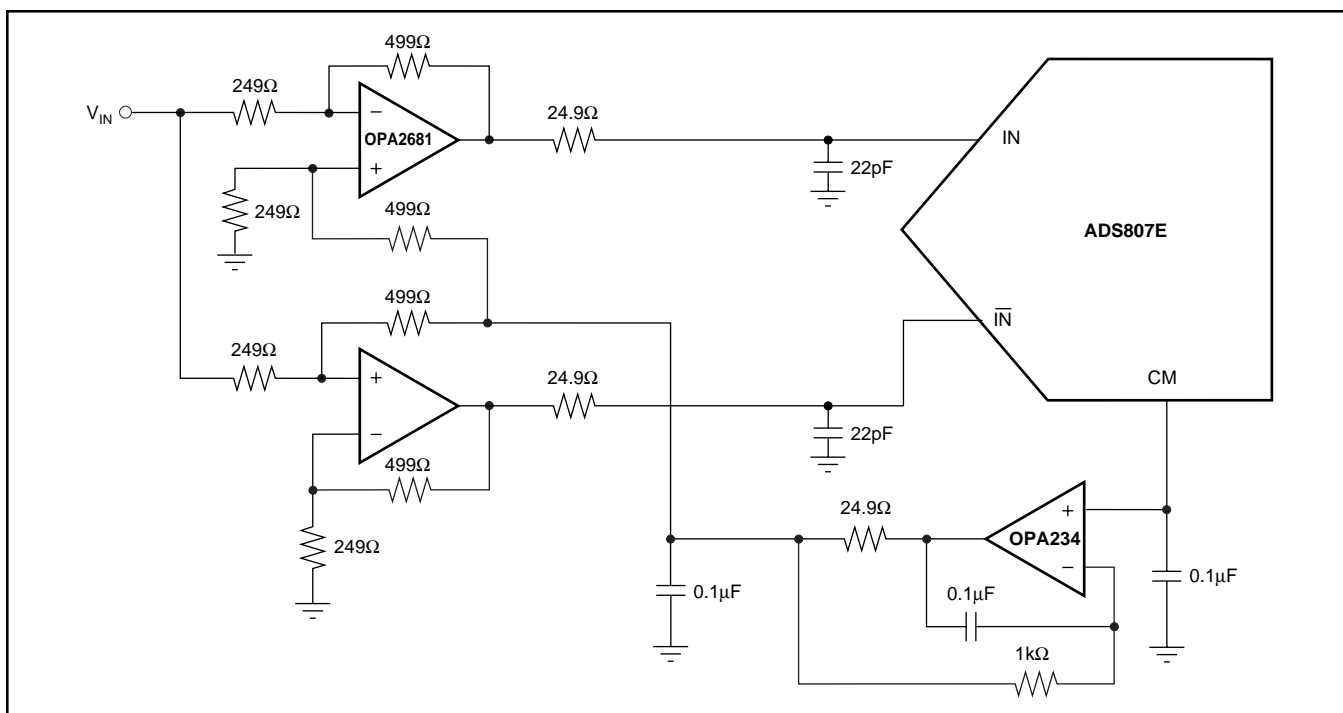 499Ω
249Ω
V_IN
−
OPA2681
+
24.9Ω
IN
22pF
249Ω
499Ω
ADS807E
499Ω
I̅N̅
249Ω
+
−
24.9Ω
CM
22pF
499Ω
249Ω
24.9Ω
+
OPA234
−
0.1µF
0.1µF
0.1µF
1kΩ